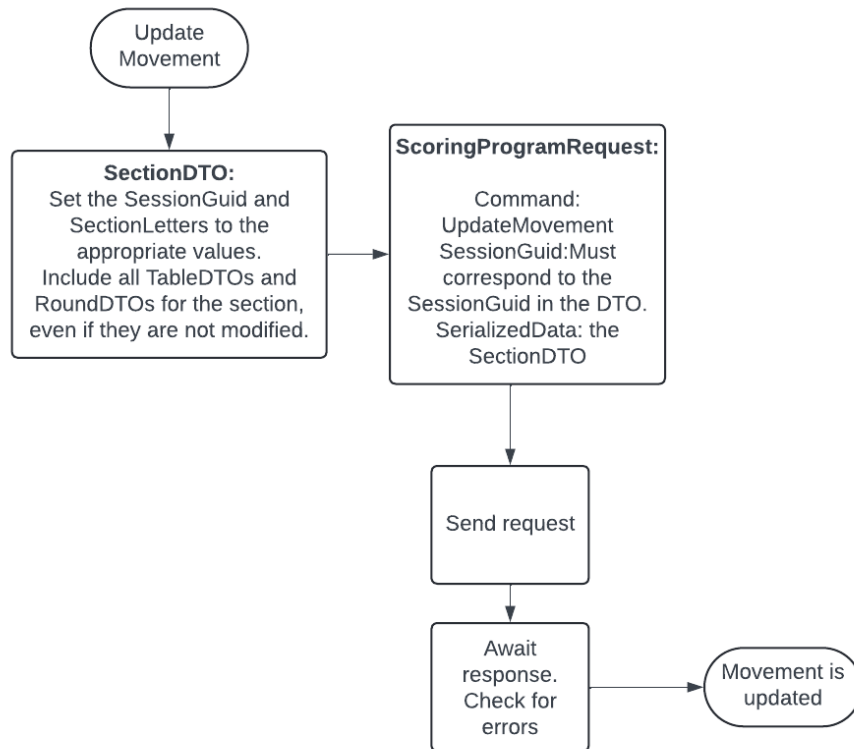 Update
Movement
SectionDTO:
Set the SessionGuid and
SectionLetters to the
appropriate values.
Include all TableDTOs and
RoundDTOs for the section,
even if they are not modified.
ScoringProgramRequest:
Command:
UpdateMovement
SessionGuid:Must
correspond to the
SessionGuid in the DTO.
SerializedData: the
SectionDTO
Send request
Await
response.
Check for
errors
Movement is
updated